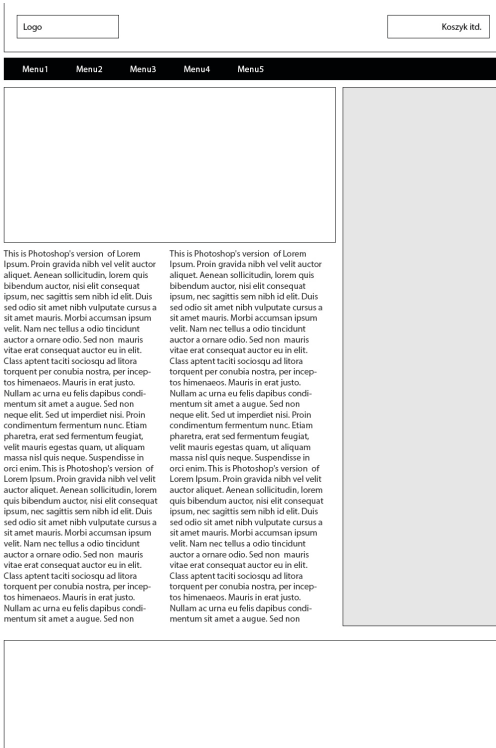 Logo
Koszyk itd.
Menu1 Menu2 Menu3 Menu4 Menu5
This is Photoshop's version of Lorem
Ipsum. Proin gravida nibh vel velit auctor
aliquet. Aenean sollicitudin, lorem quis
bibendum auctor, nisi elit consequat
ipsum, nec sagittis sem nibh id elit. Duis
sed odio sit amet nibh vulputate cursus a
sit amet mauris. Morbi accumsan ipsum
velit. Nam nec tellus a odio tincidunt
auctor a ornare odio. Sed non mauris
vitae erat consequat auctor eu in elit.
Class aptent taciti sociosqu ad litora
torquent per conubia nostra, per incep-
tos himenaeos. Mauris in erat justo.
Nullam ac urna eu felis dapibus condi-
mentum sit amet a augue. Sed non
neque elit. Sed ut imperdiet nisi. Proin
condimentum fermentum nunc. Etiam
pharetra, erat sed fermentum feugiat,
velit mauris egestas quam, ut aliquam
massa nisl quis neque. Suspendisse in
orci enim. This is Photoshop's version of
Lorem Ipsum. Proin gravida nibh vel velit
auctor aliquet. Aenean sollicitudin, lorem
quis bibendum auctor, nisi elit consequat
ipsum, nec sagittis sem nibh id elit. Duis
sed odio sit amet nibh vulputate cursus a
sit amet mauris. Morbi accumsan ipsum
velit. Nam nec tellus a odio tincidunt
auctor a ornare odio. Sed non mauris
vitae erat consequat auctor eu in elit.
Class aptent taciti sociosqu ad litora
torquent per conubia nostra, per incep-
tos himenaeos. Mauris in erat justo.
Nullam ac urna eu felis dapibus condi-
mentum sit amet a augue. Sed non
This is Photoshop's version of Lorem
Ipsum. Proin gravida nibh vel velit auctor
aliquet. Aenean sollicitudin, lorem quis
bibendum auctor, nisi elit consequat
ipsum, nec sagittis sem nibh id elit. Duis
sed odio sit amet nibh vulputate cursus a
sit amet mauris. Morbi accumsan ipsum
velit. Nam nec tellus a odio tincidunt
auctor a ornare odio. Sed non mauris
vitae erat consequat auctor eu in elit.
Class aptent taciti sociosqu ad litora
torquent per conubia nostra, per incep-
tos himenaeos. Mauris in erat justo.
Nullam ac urna eu felis dapibus condi-
mentum sit amet a augue. Sed non
neque elit. Sed ut imperdiet nisi. Proin
condimentum fermentum nunc. Etiam
pharetra, erat sed fermentum feugiat,
velit mauris egestas quam, ut aliquam
massa nisl quis neque. Suspendisse in
orci enim. This is Photoshop's version of
Lorem Ipsum. Proin gravida nibh vel velit
auctor aliquet. Aenean sollicitudin, lorem
quis bibendum auctor, nisi elit consequat
ipsum, nec sagittis sem nibh id elit. Duis
sed odio sit amet nibh vulputate cursus a
sit amet mauris. Morbi accumsan ipsum
velit. Nam nec tellus a odio tincidunt
auctor a ornare odio. Sed non mauris
vitae erat consequat auctor eu in elit.
Class aptent taciti sociosqu ad litora
torquent per conubia nostra, per incep-
tos himenaeos. Mauris in erat justo.
Nullam ac urna eu felis dapibus condi-
mentum sit amet a augue. Sed non